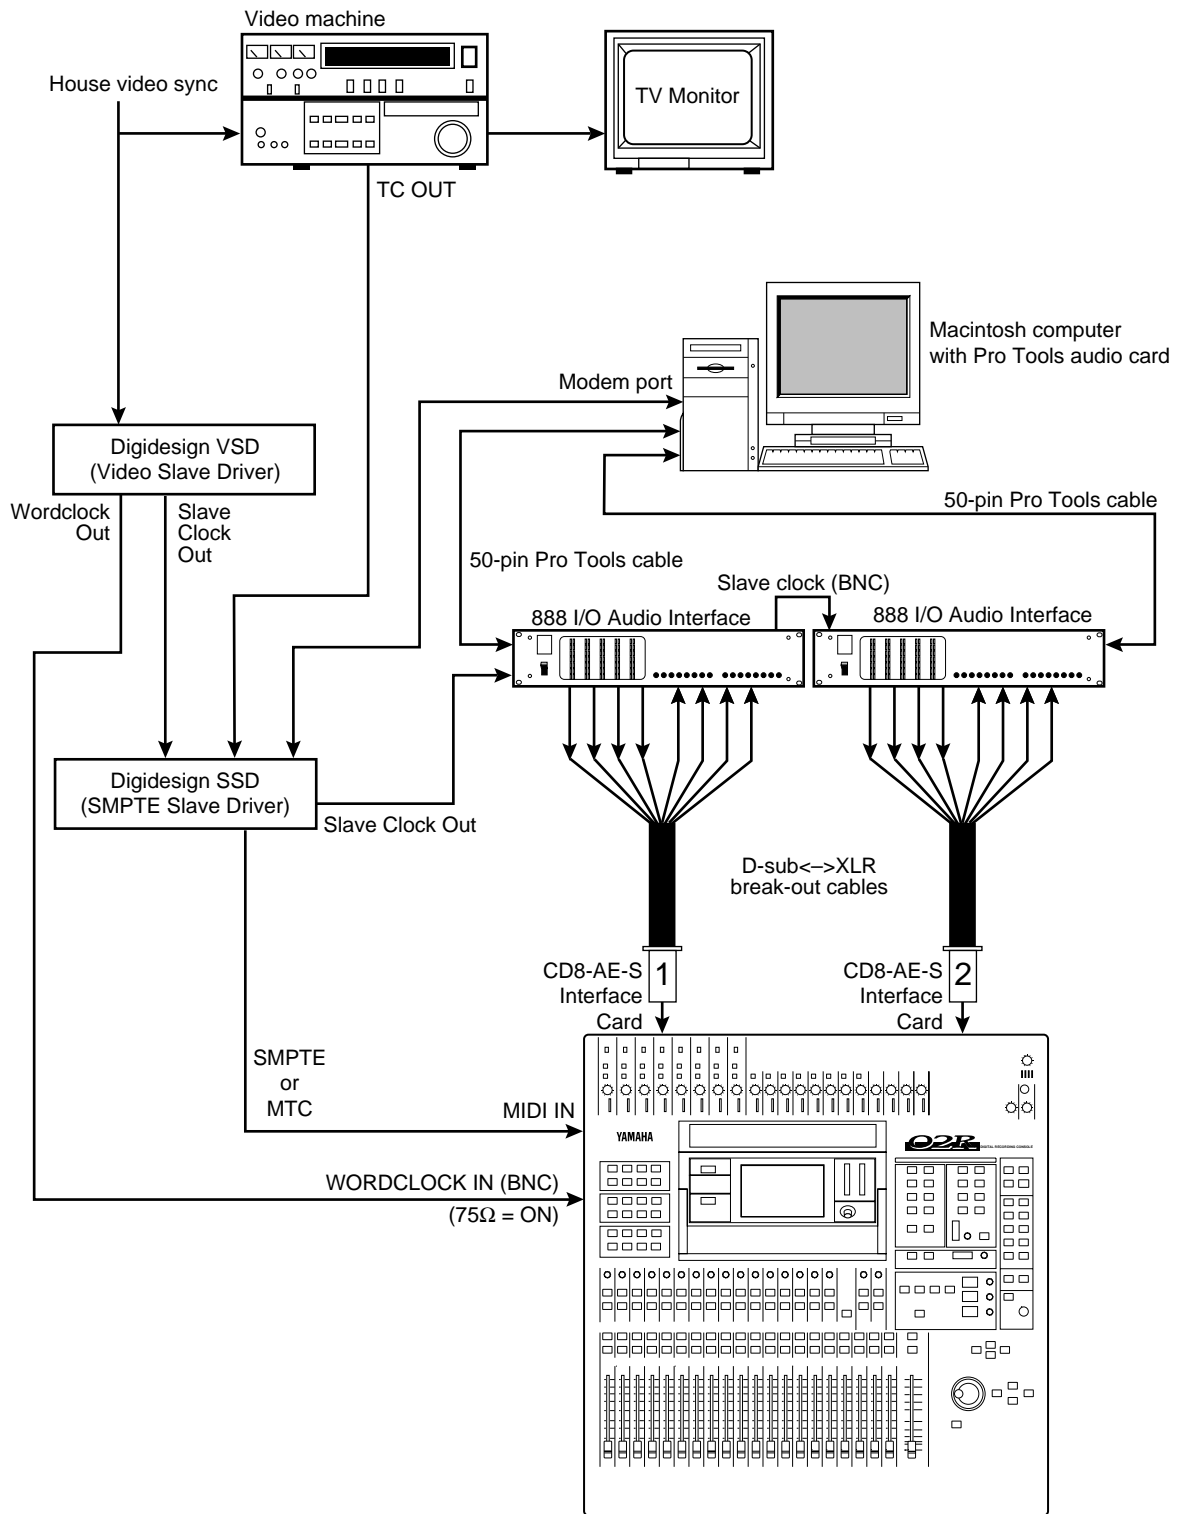 Video machine
House video sync
TV Monitor
TC OUT
Macintosh computer
with Pro Tools audio card
Modem port
Digidesign VSD
(Video Slave Driver)
Wordclock
Out
Slave
Clock
Out
50-pin Pro Tools cable
50-pin Pro Tools cable
Slave clock (BNC)
888 I/O Audio Interface
888 I/O Audio Interface
Digidesign SSD
(SMPTE Slave Driver)
Slave Clock Out
D-sub<–>XLR
break-out cables
CD8-AE-S
Interface
Card
1
CD8-AE-S
Interface
Card
2
SMPTE
or
MTC
MIDI IN
YAMAHA
02R
DIGITAL RECORDING CONSOLE
WORDCLOCK IN (BNC)
(75Ω = ON)